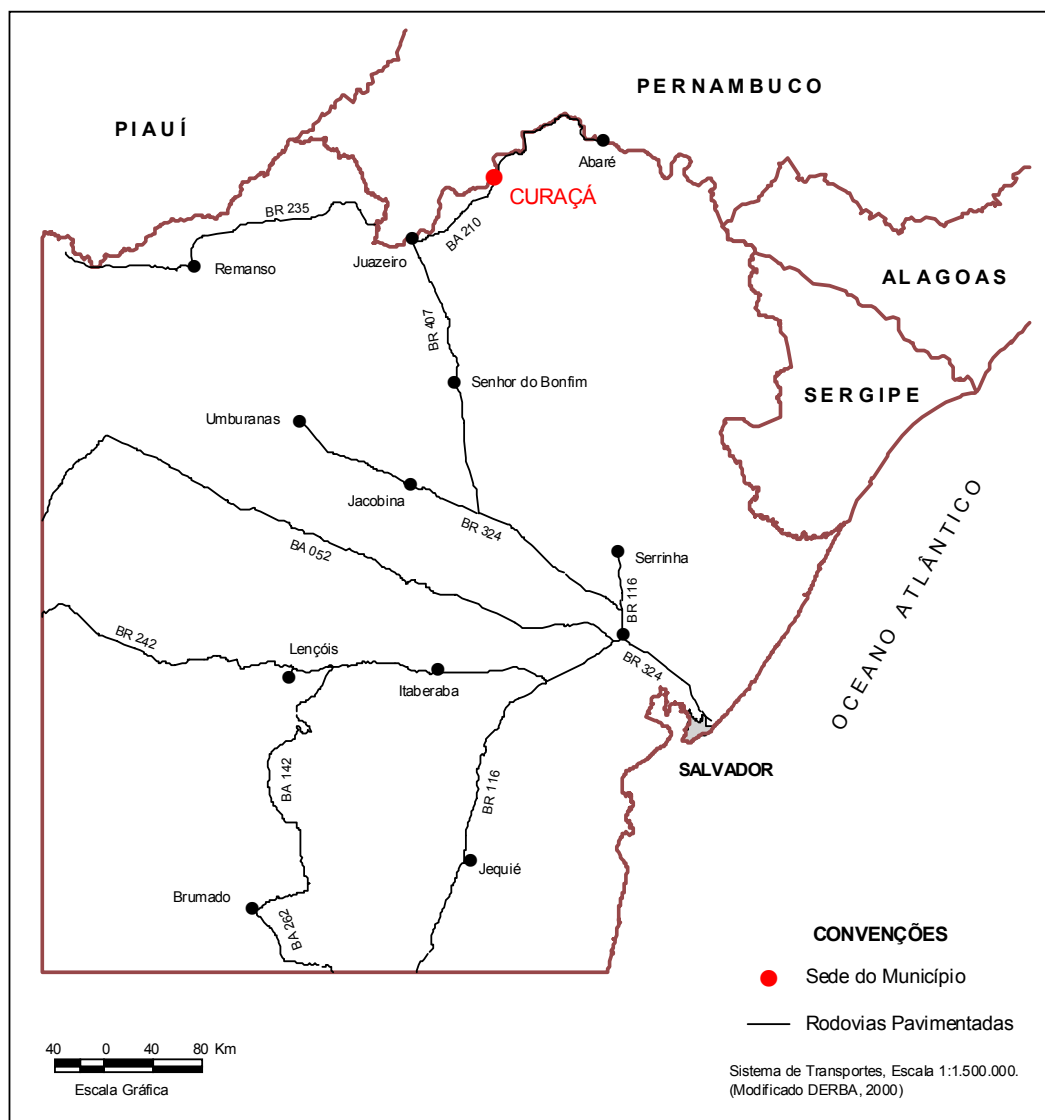 PERNAMBUCO
PIAUÍ
Abaré
CURAÇÁ
BR 235
BA 210
Juazeiro
Remanso
ALAGOAS
BR 407
Senhor do Bonfim
SERGIPE
Umburanas
Jacobina
BR 324
OCEANO ATLÂNTICO
BA 052
Serrinha
BR 116
BR 242
Lençóis
BR 324
Itaberaba
SALVADOR
BA 142
BR 116
Jequié
Brumado
BA 262
CONVENÇÕES
Sede do Município
Rodovias Pavimentadas
40 0 40 80 Km
Escala Gráfica
Sistema de Transportes, Escala 1:1.500.000.
(Modificado DERBA, 2000)